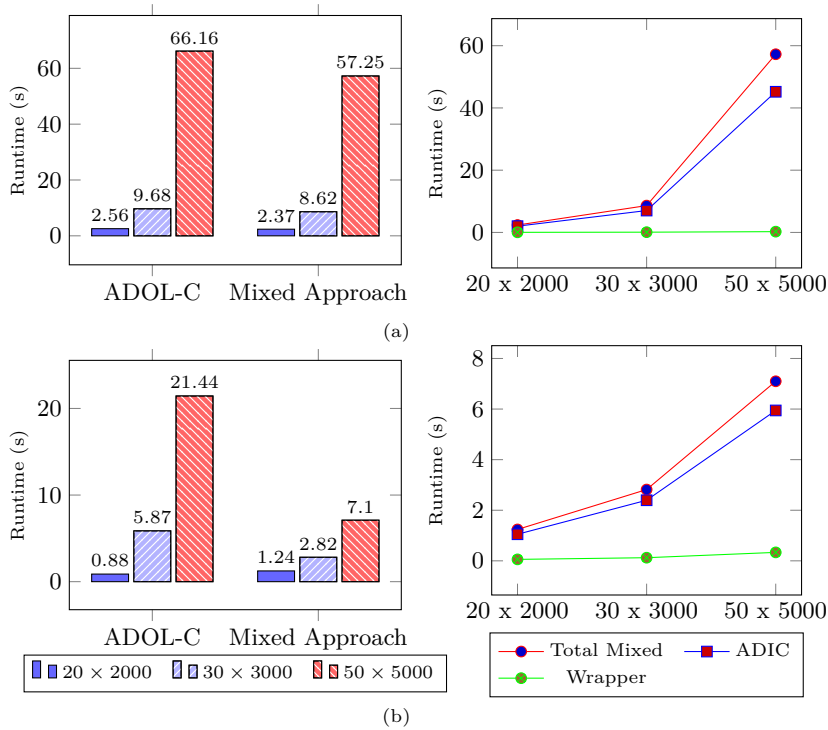 66.16
57.25
9.68
8.62
2.56
2.37
60
40
20
0
Runtime (s)
ADOL-C Mixed Approach
60
40
20
0
Runtime (s)
20 x 2000 30 x 3000 50 x 5000
(a)
21.44
5.87
7.1
0.88
1.24
2.82
20
10
0
Runtime (s)
ADOL-C Mixed Approach
20 × 2000 30 × 3000 50 × 5000
8
6
4
2
0
Runtime (s)
20 x 2000 30 x 3000 50 x 5000
Total Mixed ADIC
Wrapper
(b)